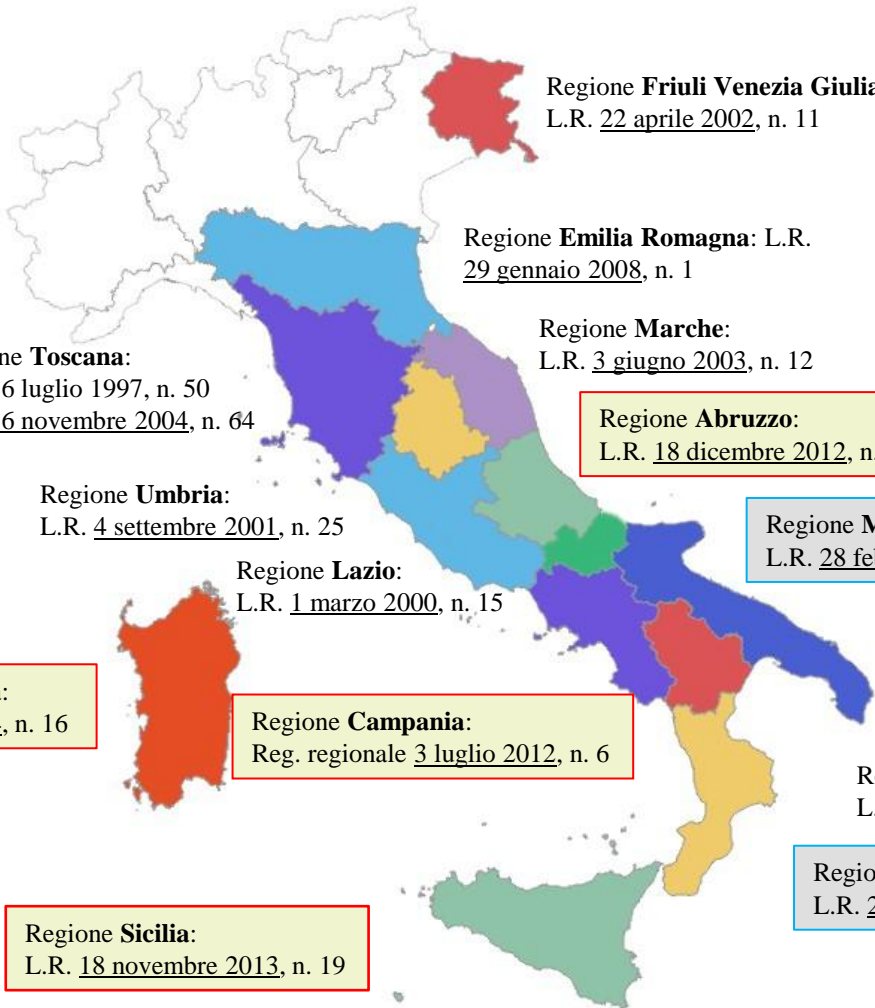 Regione Friuli Venezia Giulia
L.R. 22 aprile 2002, n. 11
Regione Emilia Romagna: L.R.
29 gennaio 2008, n. 1
Regione Marche:
L.R. 3 giugno 2003, n. 12
ne Toscana:
6 luglio 1997, n. 50
6 novembre 2004, n. 64
Regione Abruzzo:
L.R. 18 dicembre 2012, n.
Regione Umbria:
L.R. 4 settembre 2001, n. 25
Regione M
L.R. 28 feb
Regione Lazio:
L.R. 1 marzo 2000, n. 15
:
, n. 16
Regione Campania:
Reg. regionale 3 luglio 2012, n. 6
Re
L.
Regio
L.R. 2
Regione Sicilia:
L.R. 18 novembre 2013, n. 19